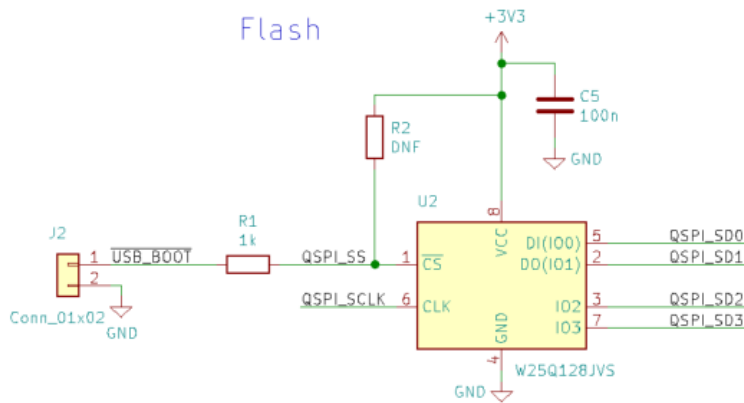 Flash
+3V3
C5
100n
GND
R2
DNF
U2
J2
R1
1k
1
USB_BOOT
QSPI_SS
1
CS
VCC
8
DI(IO0)
5
QSPI_SD0
DO(IO1)
2
QSPI_SD1
2
QSPI_SCLK
6
CLK
IO2
3
QSPI_SD2
Conn_01x02
GND
GND
IO3
7
QSPI_SD3
4
W25Q128JVS
GND